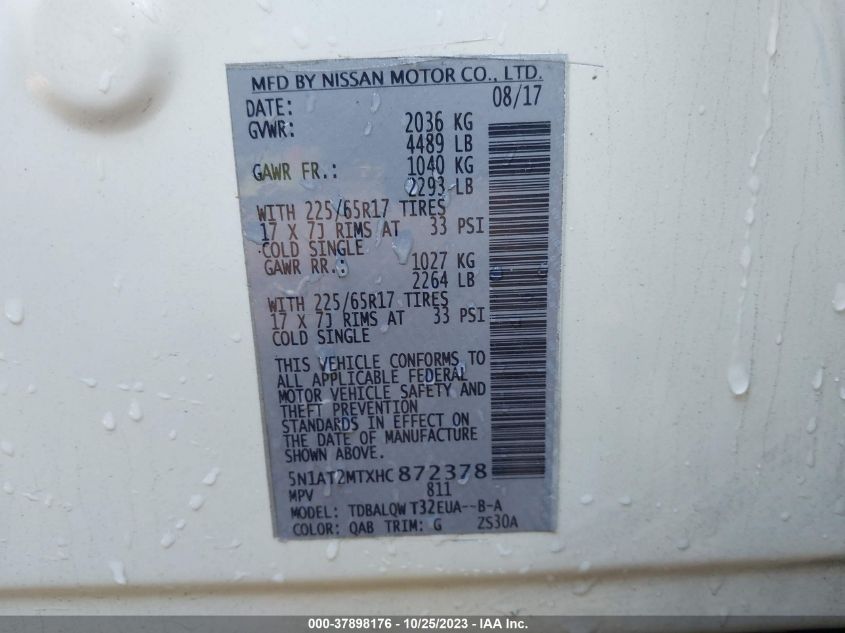 MFD BY NISSAN MOTOR CO., LTD.
DATE: 08/17
GVWR: 2036 KG
4489 LB
GAWR FR.: 1040 KG
2293 LB
WITH 225/65R17 TIRES
17 X 7J RIMS AT 33 PSI
COLD SINGLE
GAWR RR.: 1027 KG
2264 LB
WITH 225/65R17 TIRES
17 X 7J RIMS AT 33 PSI
COLD SINGLE
THIS VEHICLE CONFORMS TO
ALL APPLICABLE FEDERAL
MOTOR VEHICLE SAFETY AND
THEFT PREVENTION
STANDARDS IN EFFECT ON
THE DATE OF MANUFACTURE
SHOWN ABOVE.
5N1AT2MTXHC872378
MPV 811
MODEL: TDBALQW T32EUA--B-A
COLOR: QAB TRIM: G ZS30A
000-37898176 - 10/25/2023 - IAA Inc.